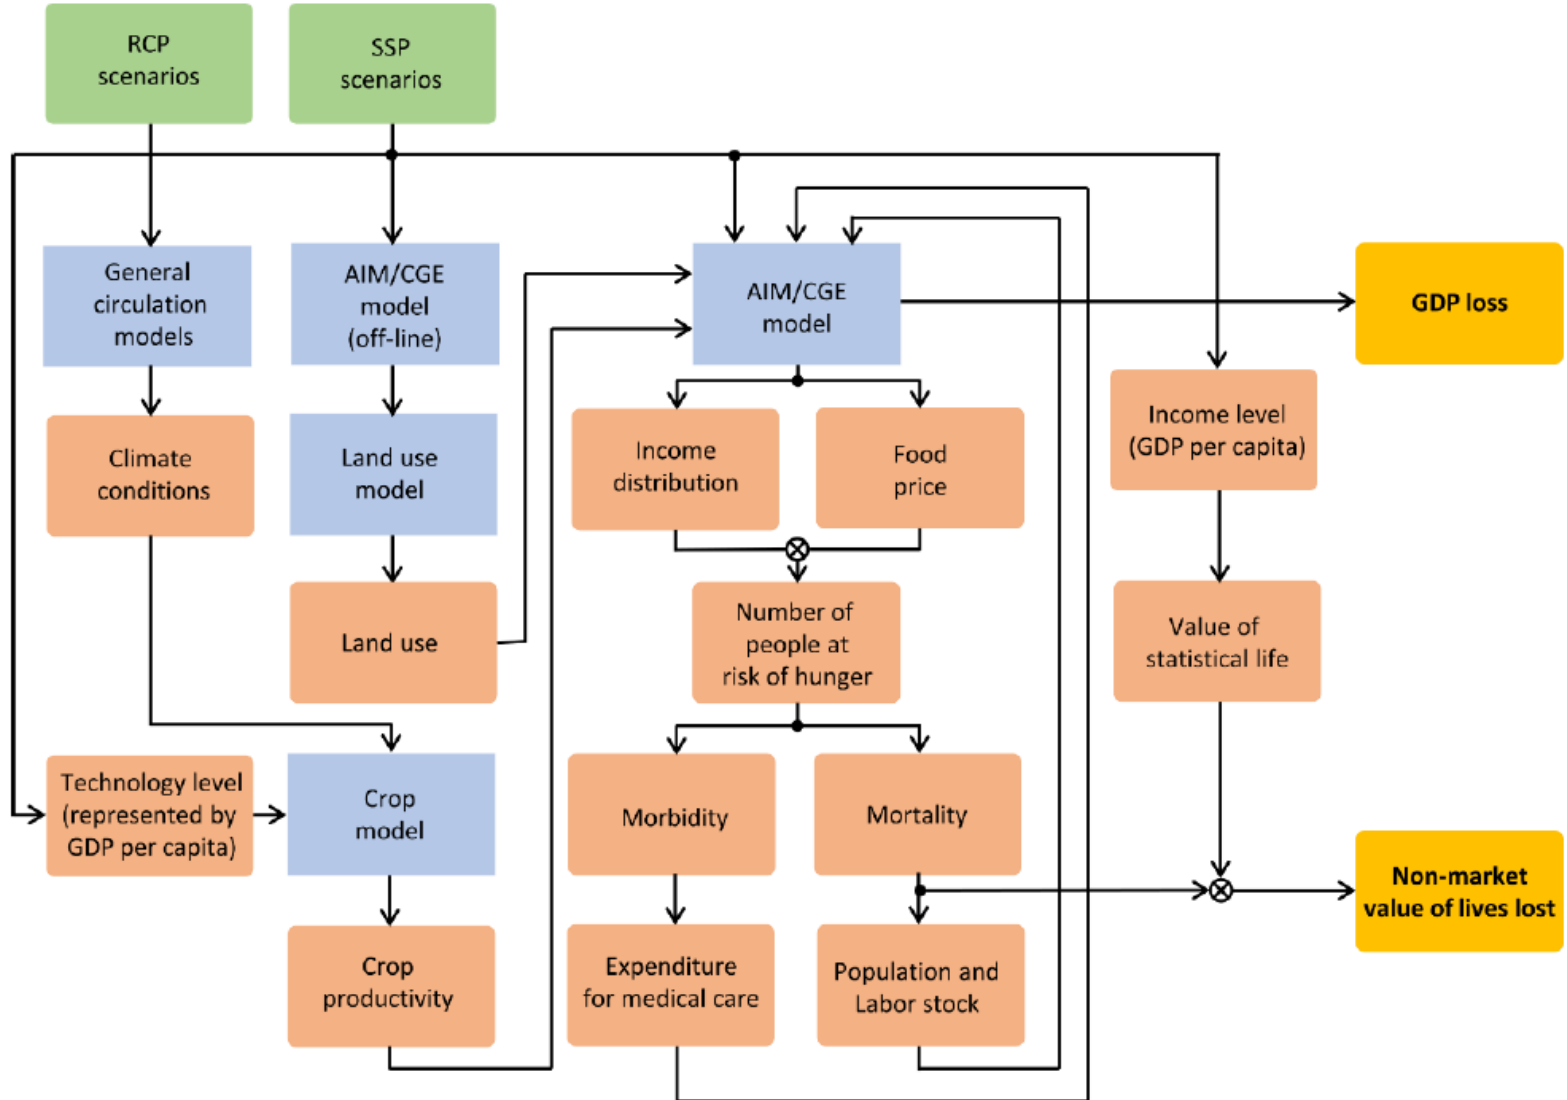 RCP
scenarios
SSP
scenarios
General
circulation
models
AIM/CGE
model
(off-line)
AIM/CGE
model
GDP loss
Climate
conditions
Land use
model
Income
distribution
Food
price
Income level
(GDP per capita)
Land use
Number of
people at
risk of hunger
Value of
statistical life
Technology level
(represented by
GDP per capita)
Crop
model
Morbidity
Mortality
Non-market
value of lives lost
Crop
productivity
Expenditure
for medical care
Population and
Labor stock